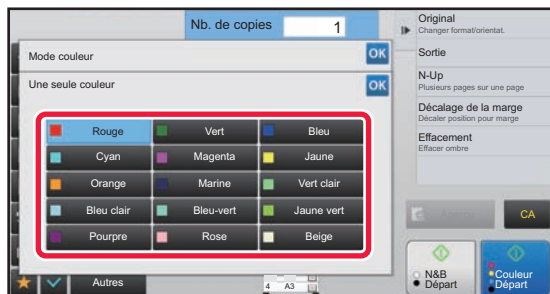 Nb. de copies 1
Mode couleur OK
Une seule couleur OK
Rouge Vert Bleu
Cyan Magenta Jaune
Orange Marine Vert clair
Bleu clair Bleu-vert Jaune vert
Pourpre Rose Beige
Autres
4 A3
Original
Changer format/orientat.
Sortie
N-Up
Plusieurs pages sur une page
Décalage de la marge
Décaler position pour marge
Effacement
Effacer ombre
CA
N&B
Départ
Couleur
Départ